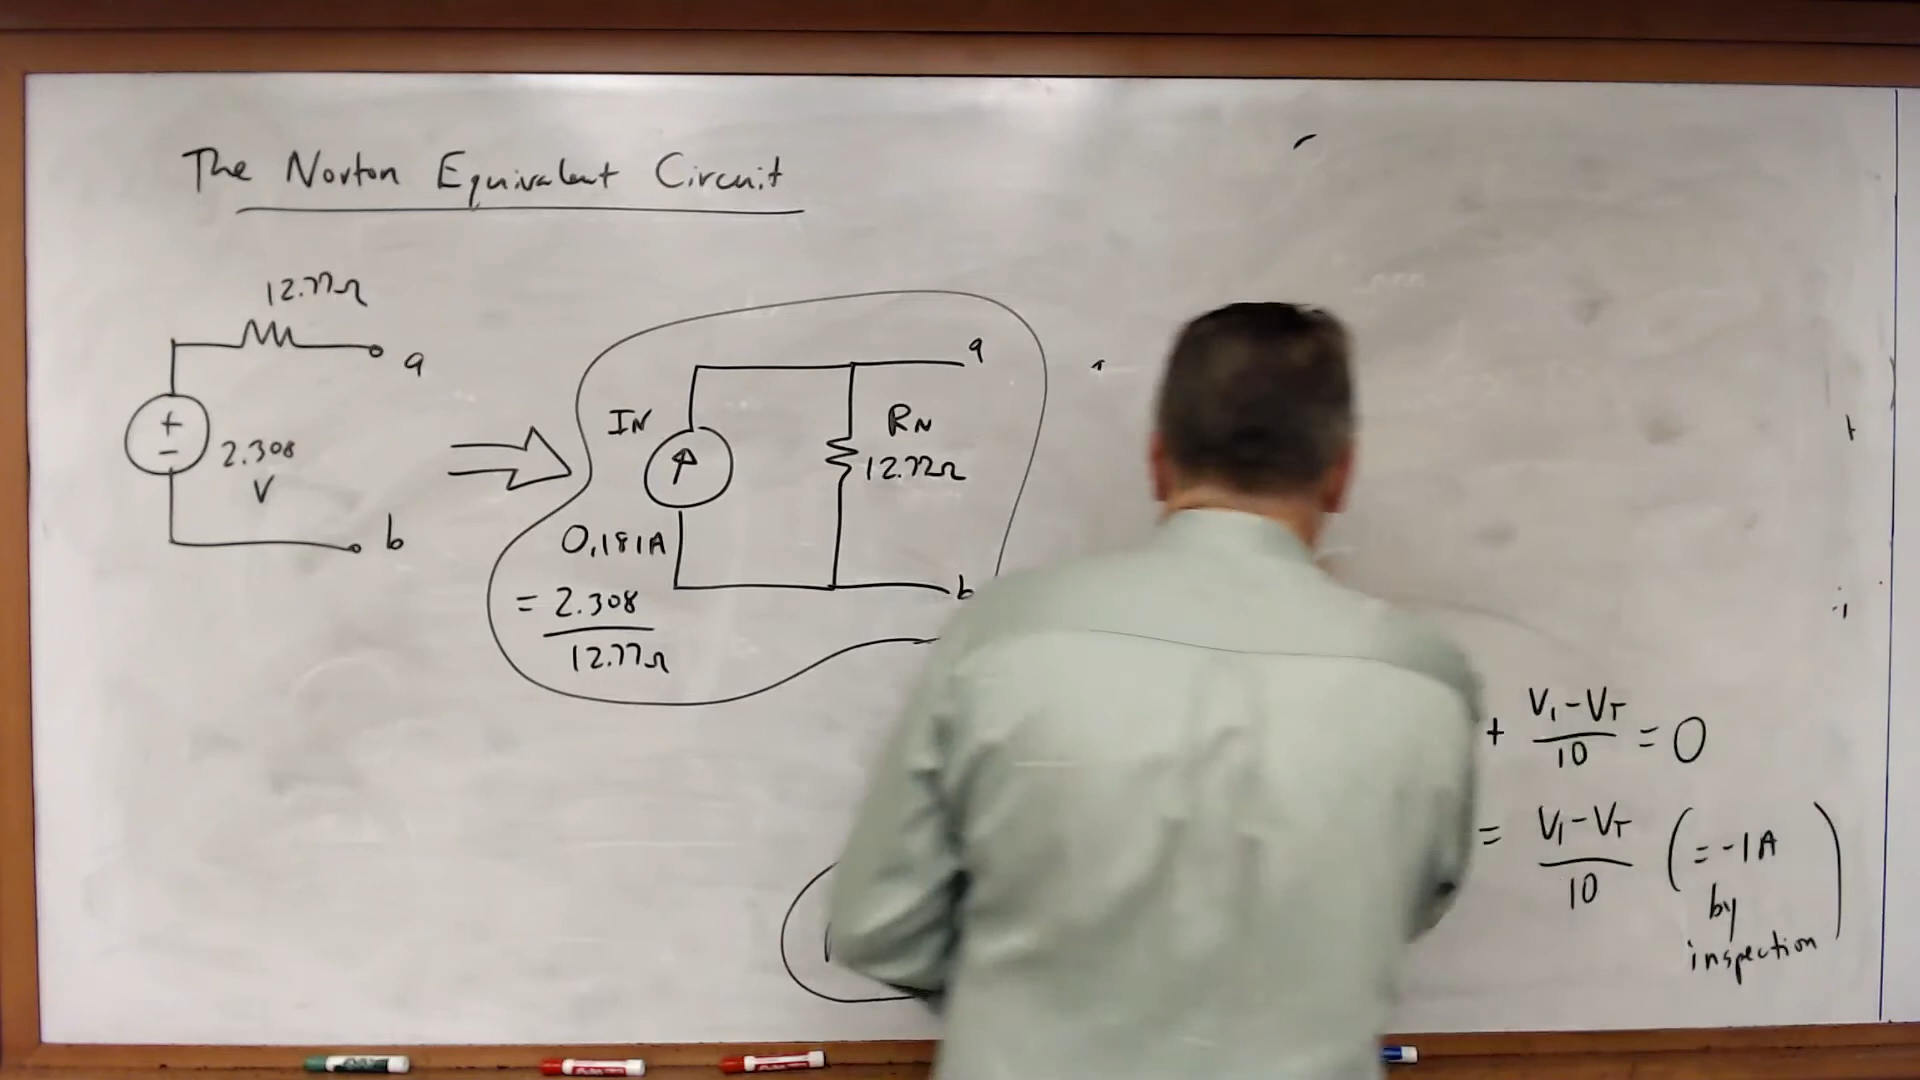 The Norton Equivalent Circuit
12.77Ω
a
+
-
2.308
V
b
IN
0.181A
= 2.308
12.77Ω
RN
12.77Ω
a
b
+ V1-VT
10
= 0
= V1-VT
10
( = -1A
by
inspection )